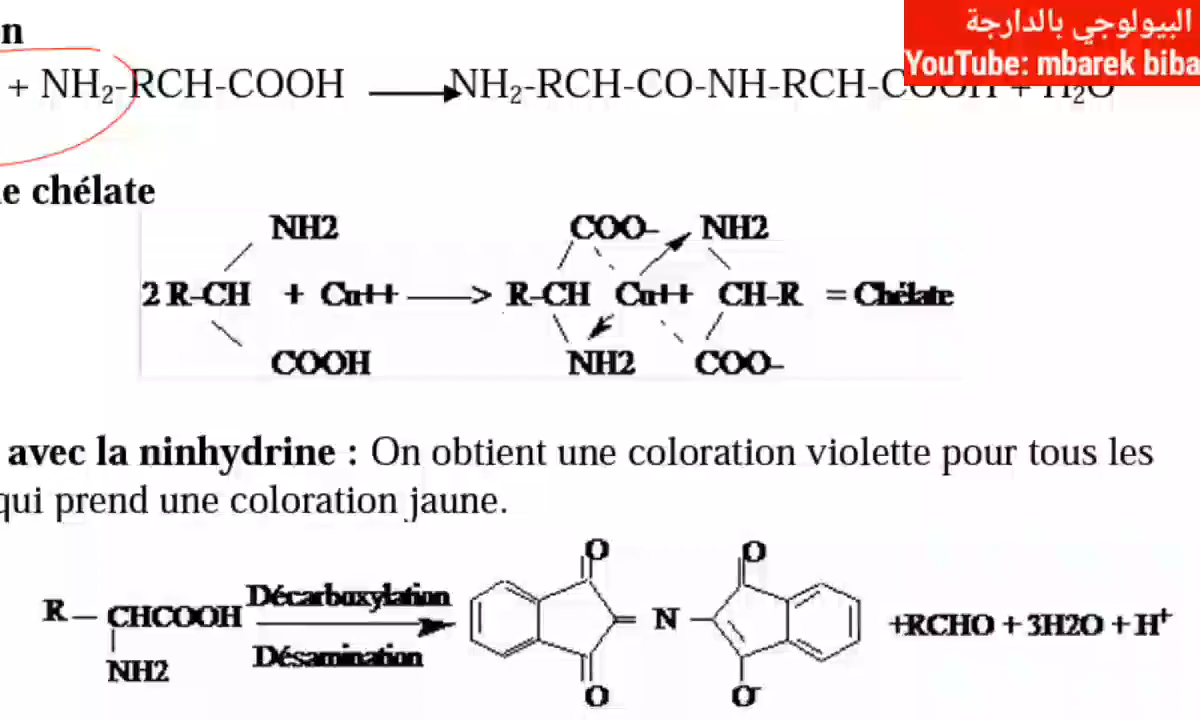 n
البيولوجي بالدارجة
YouTube: mbarek biba
+ NH₂-RCH-COOH → NH₂-RCH-CO-NH-RCH-COOH + H₂O
e chélate
NH2 COO- NH2
2 R-CH + Cu++ ——> R-CH Cu++ CH-R = Chélate
COOH NH2 COO-
avec la ninhydrine : On obtient une coloration violette pour tous les
qui prend une coloration jaune.
O O
Décarboxylation
R – CHCOOH N +RCHO + 3H2O + H⁺
Désamination
NH2
O O⁻